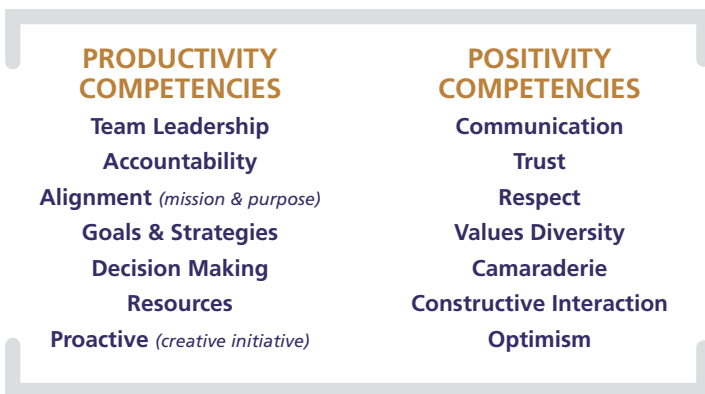 PRODUCTIVITY
COMPETENCIES
Team Leadership
Accountability
Alignment (mission & purpose)
Goals & Strategies
Decision Making
Resources
Proactive (creative initiative)
POSITIVITY
COMPETENCIES
Communication
Trust
Respect
Values Diversity
Camaraderie
Constructive Interaction
Optimism